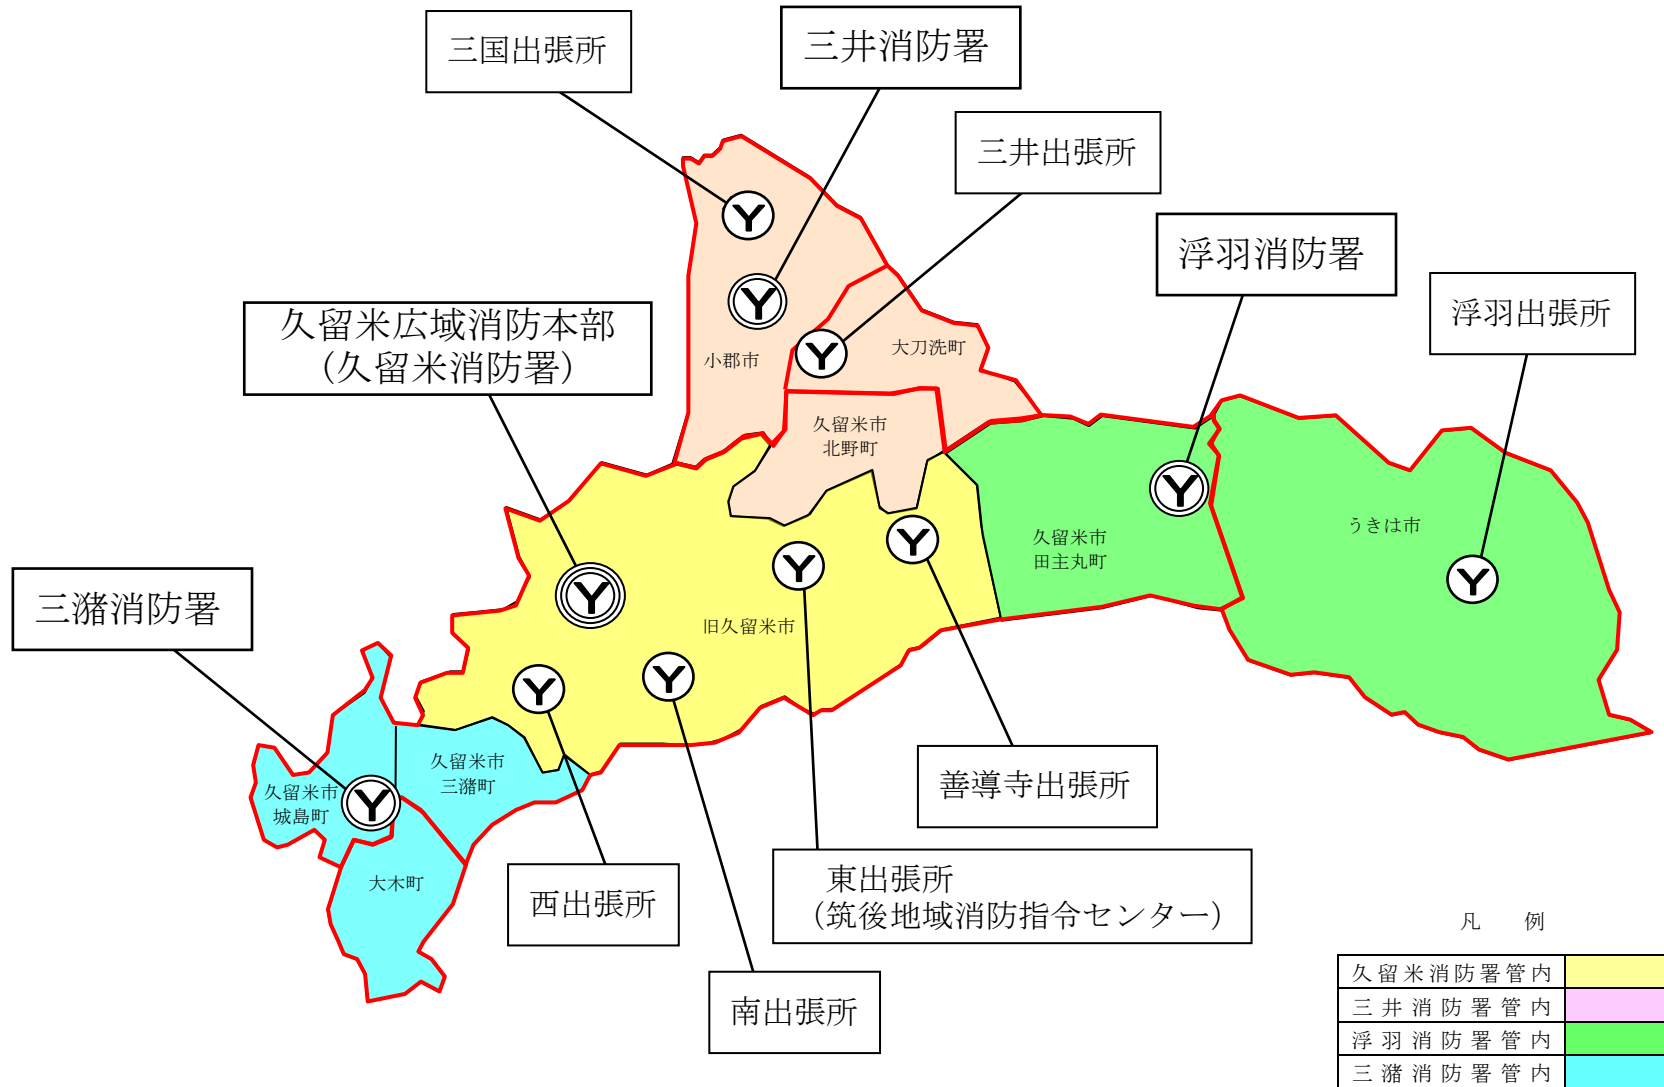 三国出張所
三井消防署
三井出張所
浮羽消防署
浮羽出張所
久留米広域消防本部
(久留米消防署)
小郡市
大刀洗町
久留米市
北野町
久留米市
田主丸町
うきは市
三潴消防署
旧久留米市
久留米市
三潴町
久留米市
城島町
善導寺出張所
大木町
西出張所
東出張所
(筑後地域消防指令センター)
南出張所
凡 例
久留米消防署管内
三井消防署管内
浮羽消防署管内
三潴消防署管内